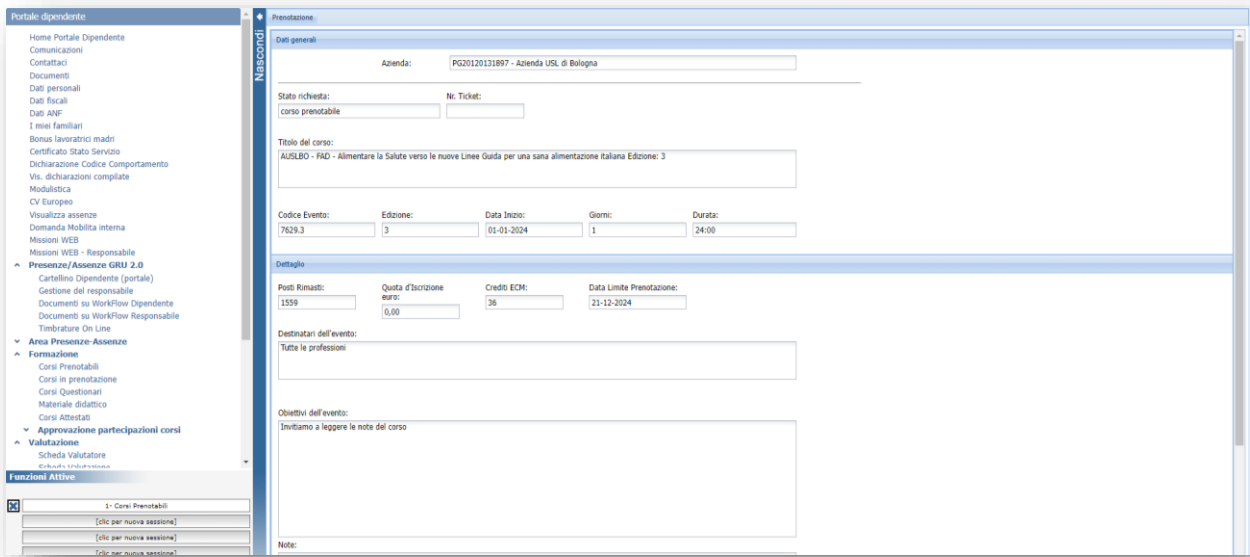 Portale dipendente
Home Portale Dipendente
Comunicazioni
Contattaci
Documenti
Dati personali
Dati fiscali
Dati ANF
I miei familiari
Bonus lavoratrici madri
Certificato Stato Servizio
Dichiarazione Codice Comportamento
Vis. dichiarazioni compilate
Modulistica
CV Europeo
Visualizza assenze
Domanda Mobilita interna
Missioni WEB
Missioni WEB - Responsabile
Presenze/Assenze GRU 2.0
Cartellino Dipendente (portale)
Gestione del responsabile
Documenti su WorkFlow Dipendente
Documenti su WorkFlow Responsabile
Timbrature On Line
Area Presenze-Assenze
Formazione
Corsi Prenotabili
Corsi in prenotazione
Corsi Questionari
Materiale didattico
Corsi Attestati
Approvazione partecipazioni corsi
Valutazione
Scheda Valutatore
Scheda Valutazione
Funzioni Attive
1- Corsi Prenotabili
[clic per nuova sessione]
[clic per nuova sessione]
[clic per nuova sessione]
Nascondi
Prenotazione
Dati generali
Azienda: PG20120131897 - Azienda USL di Bologna
Stato richiesta: Nr. Ticket:
corso prenotabile
Titolo del corso:
AUSLBO - FAD - Alimentare la Salute verso le nuove Linee Guida per una sana alimentazione italiana Edizione: 3
Codice Evento: Edizione: Data Inizio: Giorni: Durata:
7629.3 3 01-01-2024 1 24:00
Dettaglio
Posti Rimasti: Quota d'Iscrizione euro: Crediti ECM: Data Limite Prenotazione:
1559 0,00 36 21-12-2024
Destinatari dell'evento:
Tutte le professioni
Obiettivi dell'evento:
Invitiamo a leggere le note del corso
Note: